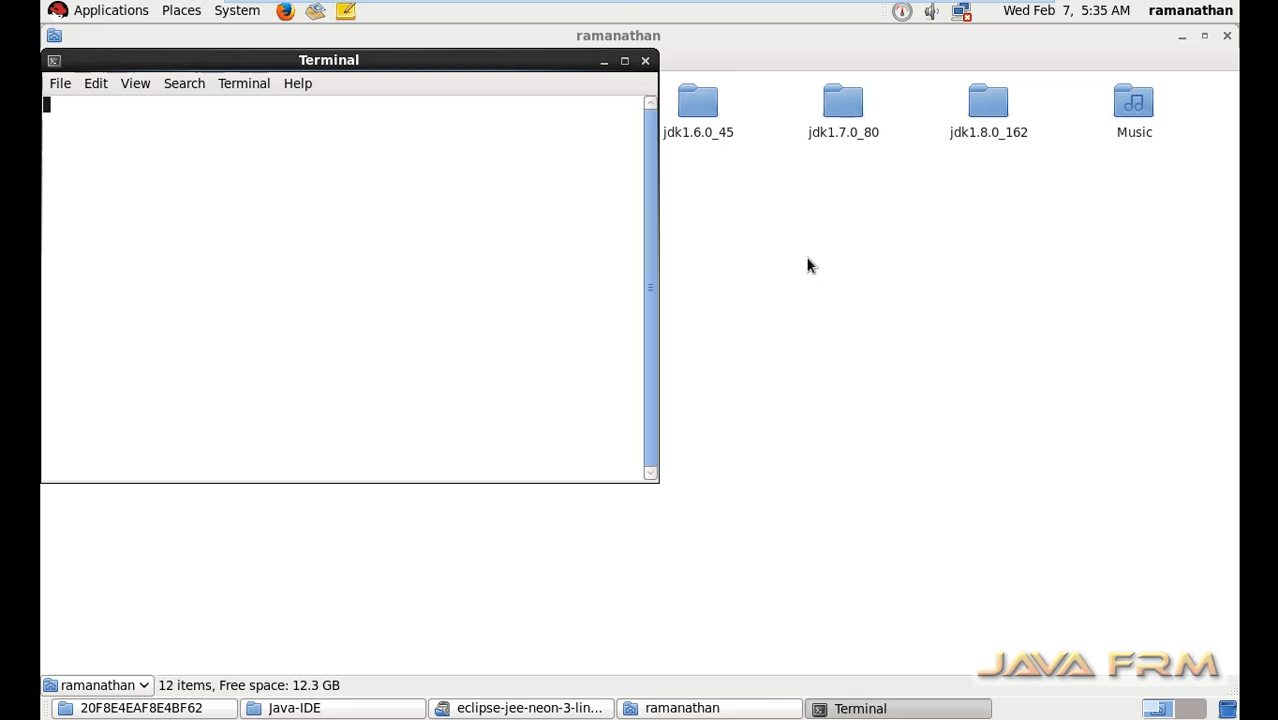 Applications Places System Wed Feb 7, 5:35 AM ramanathan
ramanathan
Terminal
File Edit View Search Terminal Help
jdk1.6.0_45 jdk1.7.0_80 jdk1.8.0_162 Music
JAVA FRM
ramanathan 12 items, Free space: 12.3 GB
20F8E4EAF8E4BF62 Java-IDE eclipse-jee-neon-3-lin... ramanathan Terminal